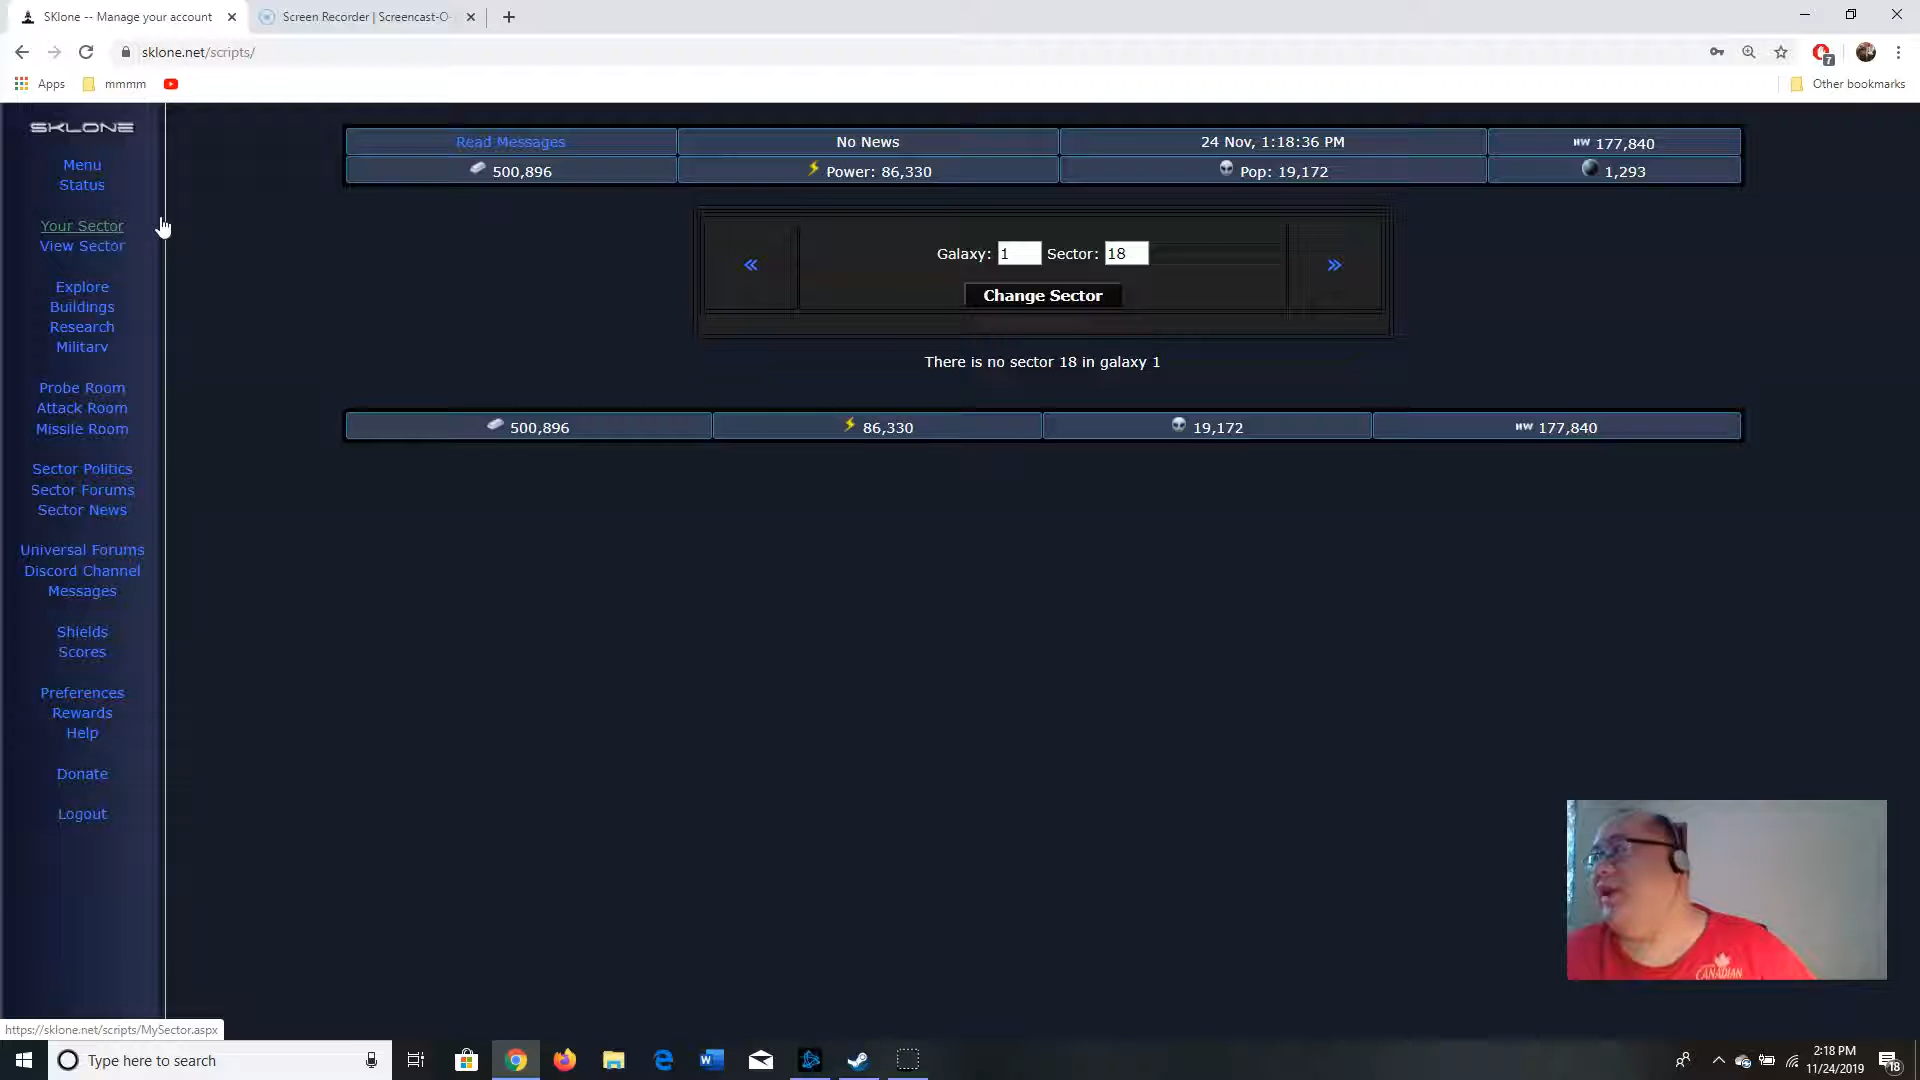 SKlone -- Manage your account
Screen Recorder | Screencast-O-
sklone.net/scripts/
7
Apps
mmmm
Other bookmarks
SKLONE
Menu
Status
Your Sector
View Sector
Explore
Buildings
Research
Military
Probe Room
Attack Room
Missile Room
Sector Politics
Sector Forums
Sector News
Universal Forums
Discord Channel
Messages
Shields
Scores
Preferences
Rewards
Help
Donate
Logout
Read Messages
No News
24 Nov, 1:18:36 PM
NW 177,840
500,896
Power: 86,330
Pop: 19,172
1,293
«
Galaxy: 1 Sector: 18
»
Change Sector
There is no sector 18 in galaxy 1
500,896
86,330
19,172
NW 177,840
CANADIAN
https://sklone.net/scripts/MySector.aspx
Type here to search
2:18 PM
11/24/2019
18